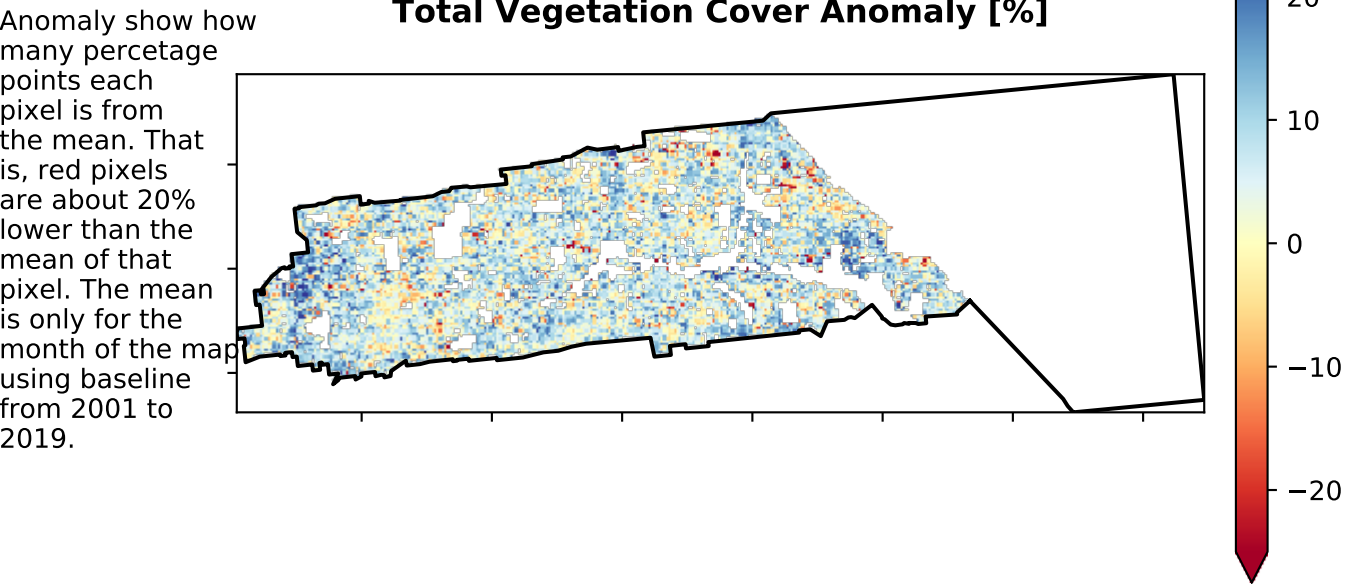 Anomaly show how
many percetage
points each
pixel is from
the mean. That
is, red pixels
are about 20%
lower than the
mean of that
pixel. The mean
is only for the
month of the map
using baseline
from 2001 to
2019.
Total Vegetation Cover Anomaly [%]
20
10
0
−10
−20